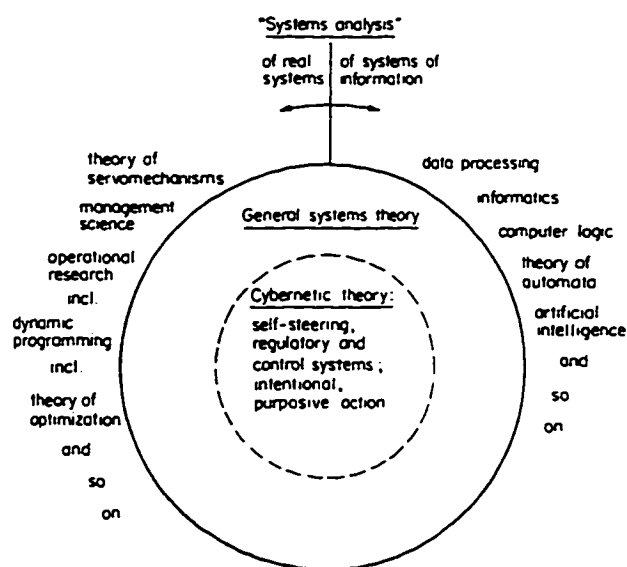 "Systems analysis"
of real
systems
of systems of
information
theory of
servomechanisms
management
science
operational
research
incl.
dynamic
programming
incl.
theory of
optimization
and
so
on
General systems theory
Cybernetic theory:
self-steering,
regulatory and
control systems;
intentional,
purposive action
data processing
informatics
computer logic
theory of
automata
artificial
intelligence
and
so
on